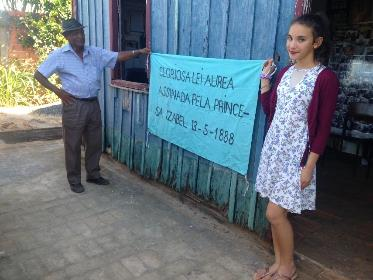 GLORIOSA LEI AUREA
ASSINADA PELA PRINCE-
SA IZABEL 13-5-1888